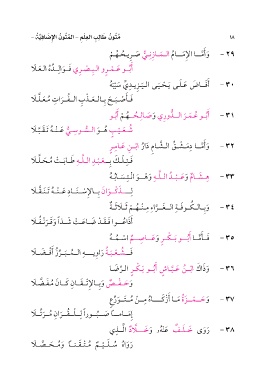 ١٨
مُتُونُ طَالِبِ العِلْمِ - المُتُونُ الإِضَافِيَّةُ -
٢٩ - وَأَمَّا الإِمَامُ المَازِنِيُّ صَرِيحُهُمْ
أَبُو عَمْرٍو البَصْرِي فَوَالِدُهُ العَلَا
٣٠ - أَفَاضَ عَلَى يَحْيَى اليَزِيدِيِّ سَيْبَهُ
فَأَصْبَحَ بِالعَذْبِ الفُرَاتِ مُعَلَّلَا
٣١ - أَبُو عُمَرَ الدُّورِي وَصَالِحُهُمْ أَبُو
شُعَيْبٍ هُوَ السُّوسِيُّ عَنْهُ تَقَبَّلَا
٣٢ - وَأَمَّا دِمَشْقُ الشَّامِ دَارُ ابْنِ عَامِرٍ
فَتِلْكَ بِعَبْدِ اللَّهِ طَابَتْ مُحَلَّلَا
٣٣ - هِشَامٌ وَعَبْدُ اللَّهِ وَهْوَ انْتِسَابُهُ
لِذَكْوَانَ بِالإِسْنَادِ عَنْهُ تَنَقَّلَا
٣٤ - وَبِالكُوفَةِ الغَرَّاءِ مِنْهُمْ ثَلَاثَةٌ
أَذَاعُوا فَقَدْ ضَاعَتْ شَذًا وَقَرَنْفُلَا
٣٥ - فَأَمَّا أَبُو بَكْرٍ وَعَاصِمٌ اسْمُهُ
فَشُعْبَةُ رَاوِيهِ المُبَرِّزُ أَفْضَلَا
٣٦ - وَذَاكَ ابْنُ عَيَّاشٍ أَبُو بَكْرٍ الرِّضَا
وَحَفْصٌ وَبِالإِتْقَانِ كَانَ مُفَضَّلَا
٣٧ - وَحَمْزَةُ مَا أَزْكَاهُ مِنْ مُتَوَرِّعٍ
إِمَامًا صَبُورًا لِلْقُرَانِ مُرَتِّلَا
٣٨ - رَوَى خَلَفٌ عَنْهُ وَخَلَّادٌ الَّذِي
رَوَاهُ سُلَيْمٌ مُتْقَنًا وَمُحَصَّلَا